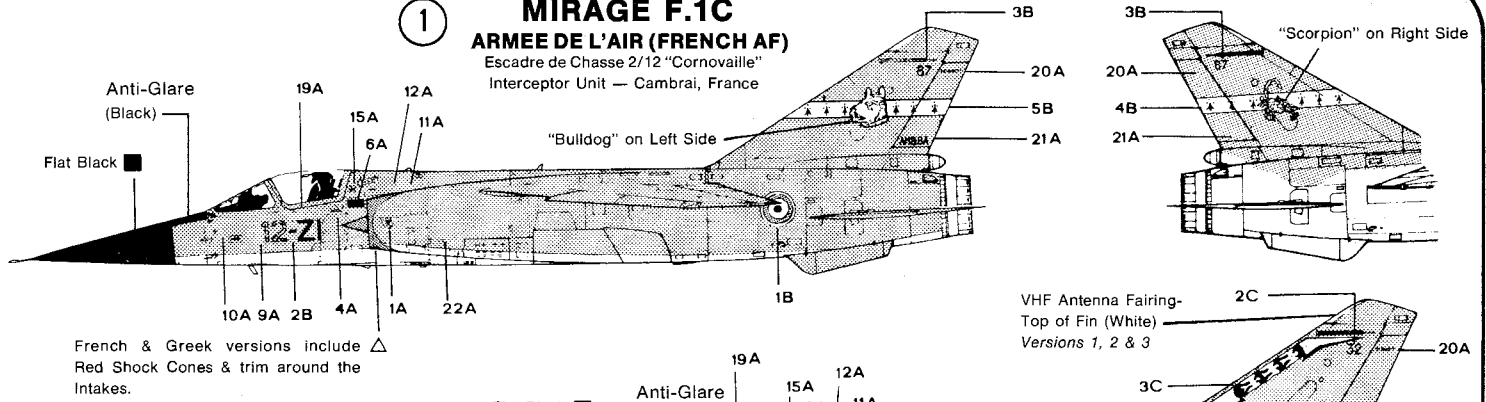 1
MIRAGE F.1C
ARMEE DE L'AIR (FRENCH AF)
Escadre de Chasse 2/12 "Cornovaille"
Interceptor Unit — Cambrai, France
Anti-Glare
(Black)
Flat Black
19A
15A
6A
12A
11A
"Bulldog" on Left Side
3B
87
20A
5B
21A
3B
"Scorpion" on Right Side
87
20A
4B
21A
12-ZI
10A
9A
2B
4A
1A
22A
1B
French & Greek versions include
Red Shock Cones & trim around the
Intakes.
VHF Antenna Fairing-
Top of Fin (White)
Versions 1, 2 & 3
2C
32
20A
3C
19A
Anti-Glare
15A
12A
11A